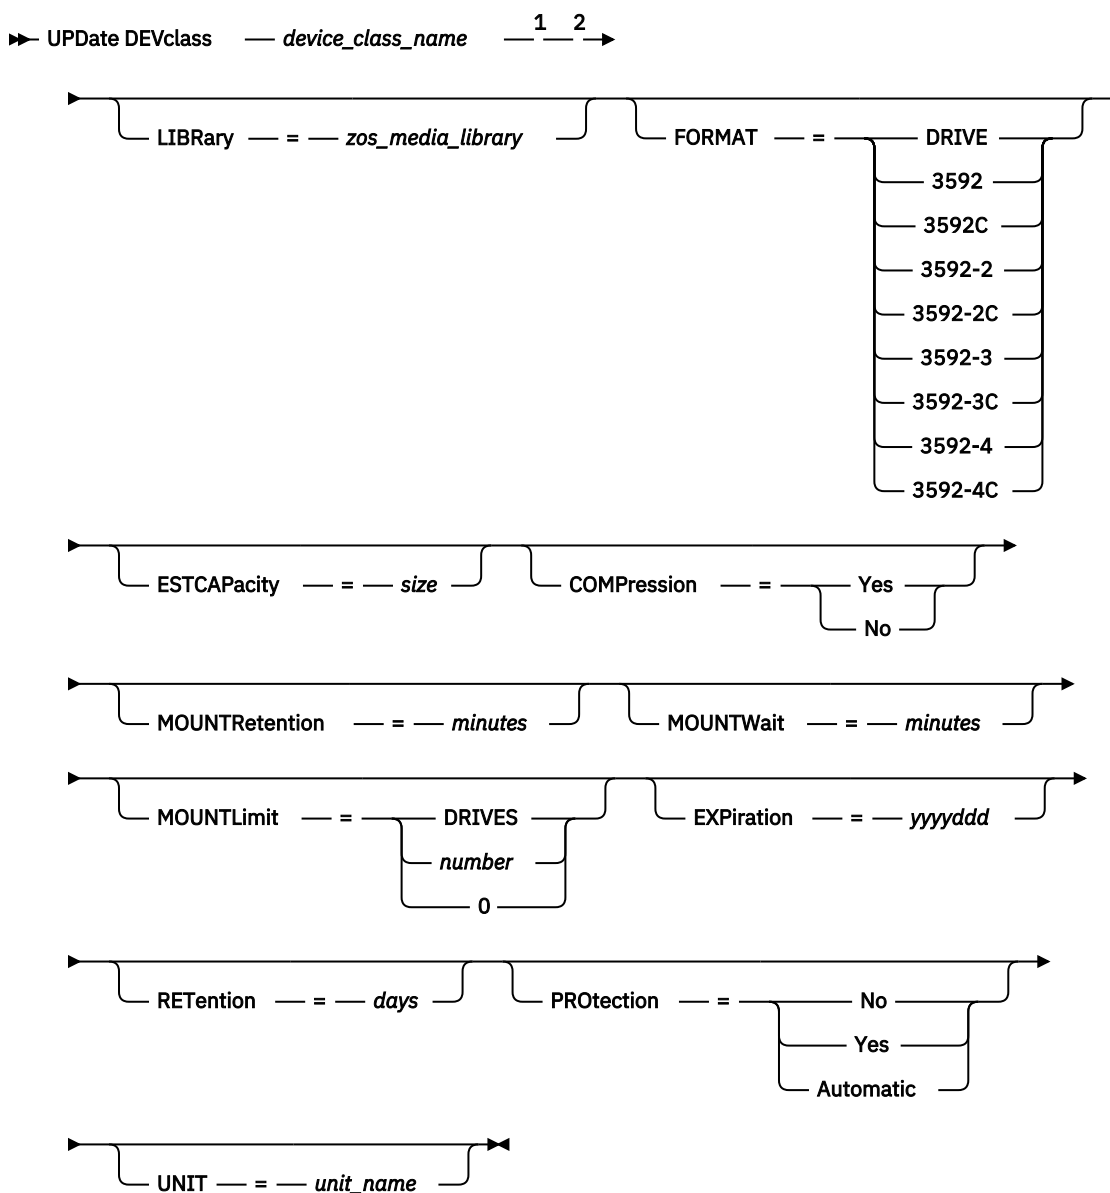 1 2
UPDate DEVclass device_class_name
LIBRary = zos_media_library FORMAT = DRIVE
3592
3592C
3592-2
3592-2C
3592-3
3592-3C
3592-4
3592-4C
ESTCAPacity = size COMPression = Yes
No
MOUNTRetention = minutes MOUNTWait = minutes
MOUNTLimit = DRIVES EXPiration = yyyyddd
number
0
RETention = days PROtection = No
Yes
Automatic
UNIT = unit_name